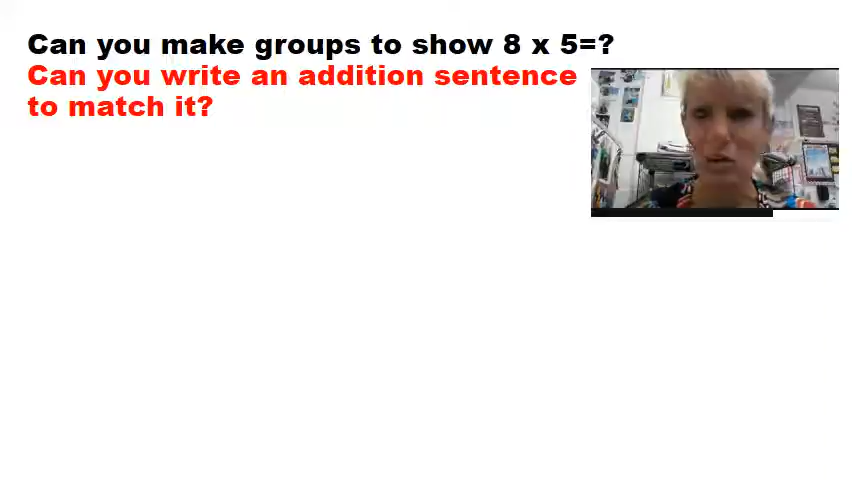 Can you make groups to show 8 x 5=?
Can you write an addition sentence
to match it?